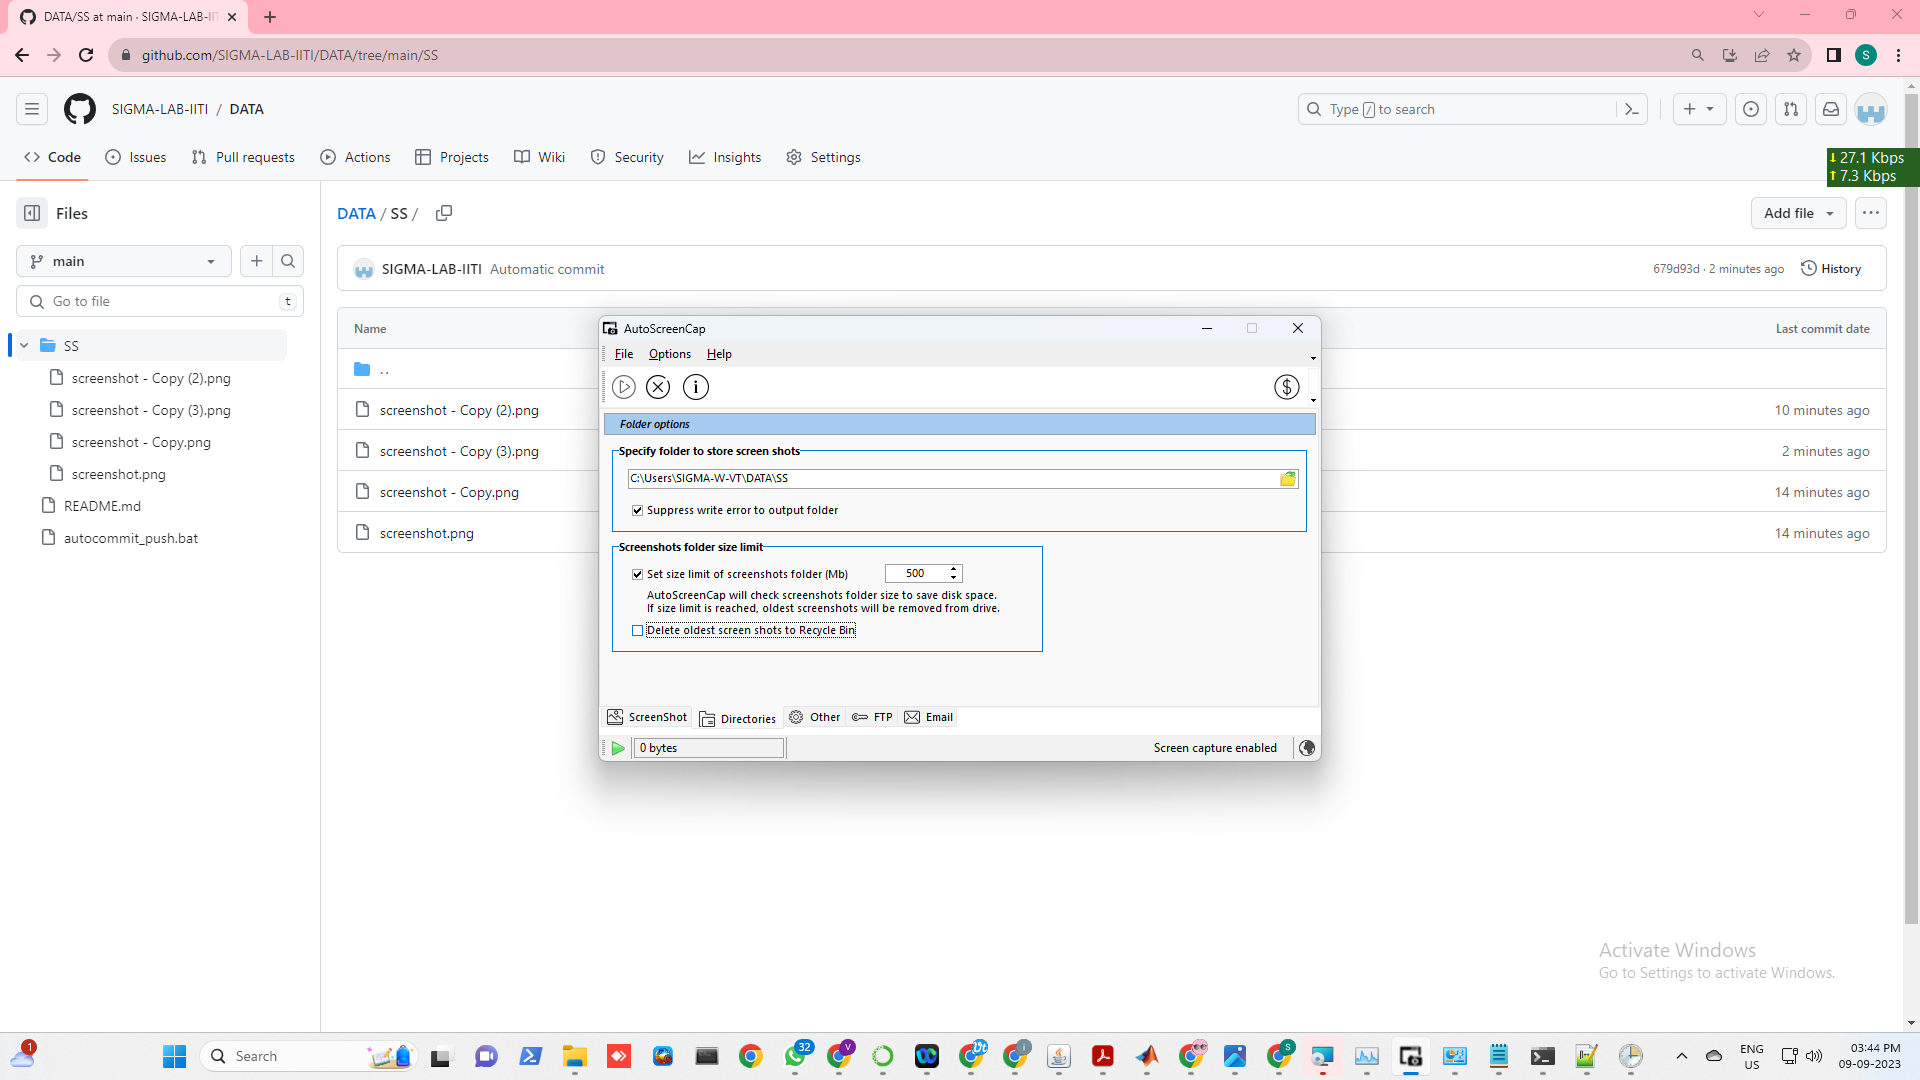 DATA/SS at main · SIGMA-LAB-IIT
github.com/SIGMA-LAB-IITI/DATA/tree/main/SS
S
SIGMA-LAB-IITI / DATA
Type / to search
Code
Issues
Pull requests
Actions
Projects
Wiki
Security
Insights
Settings
27.1 Kbps
7.3 Kbps
Files
main
Go to file
t
SS
screenshot - Copy (2).png
screenshot - Copy (3).png
screenshot - Copy.png
screenshot.png
README.md
autocommit_push.bat
DATA / SS /
Add file
SIGMA-LAB-IITI Automatic commit
679d93d · 2 minutes ago
History
Name
Last commit date
..
screenshot - Copy (2).png
10 minutes ago
screenshot - Copy (3).png
2 minutes ago
screenshot - Copy.png
14 minutes ago
screenshot.png
14 minutes ago
AutoScreenCap
File Options Help
Folder options
Specify folder to store screen shots
C:\Users\SIGMA-W-VT\DATA\SS
Suppress write error to output folder
Screenshots folder size limit
Set size limit of screenshots folder (Mb)
500
AutoScreenCap will check screenshots folder size to save disk space.
If size limit is reached, oldest screenshots will be removed from drive.
Delete oldest screen shots to Recycle Bin
ScreenShot
Directories
Other
FTP
Email
0 bytes
Screen capture enabled
Activate Windows
Go to Settings to activate Windows.
1
Search
32
V
S
ENG
US
03:44 PM
09-09-2023